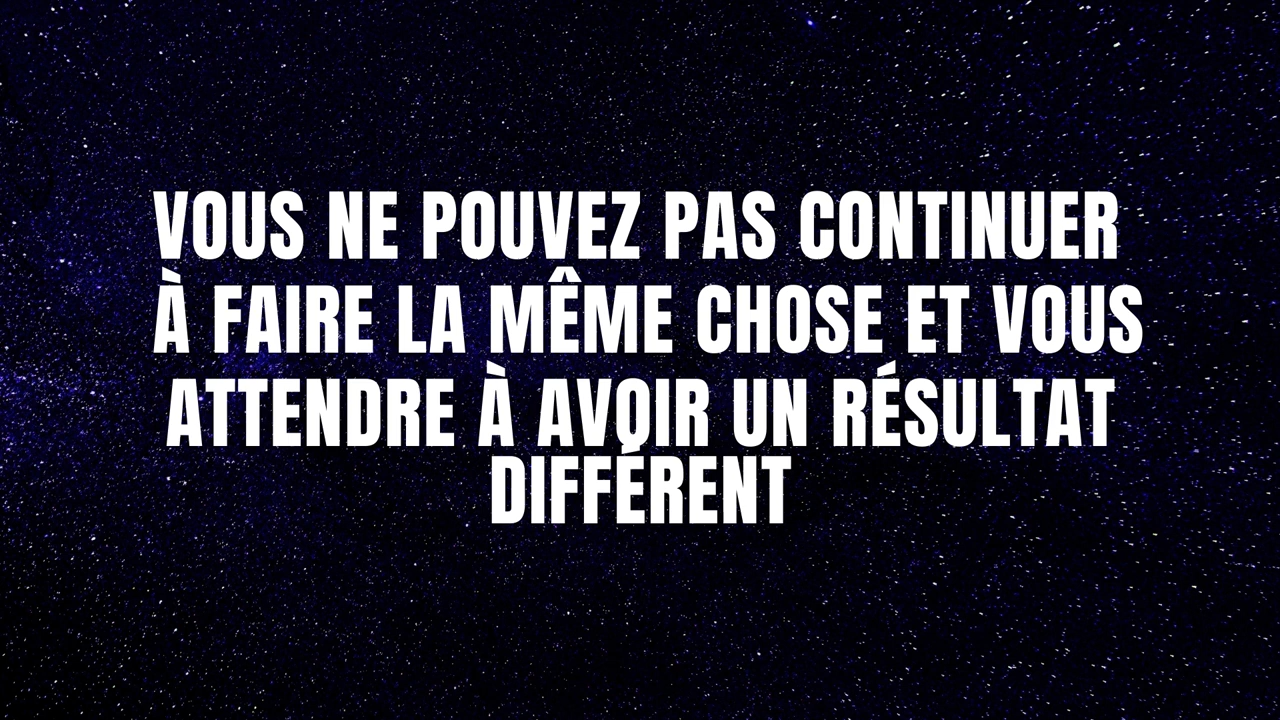 VOUS NE POUVEZ PAS CONTINUER
À FAIRE LA MÊME CHOSE ET VOUS
ATTENDRE À AVOIR UN RÉSULTAT
DIFFÉRENT